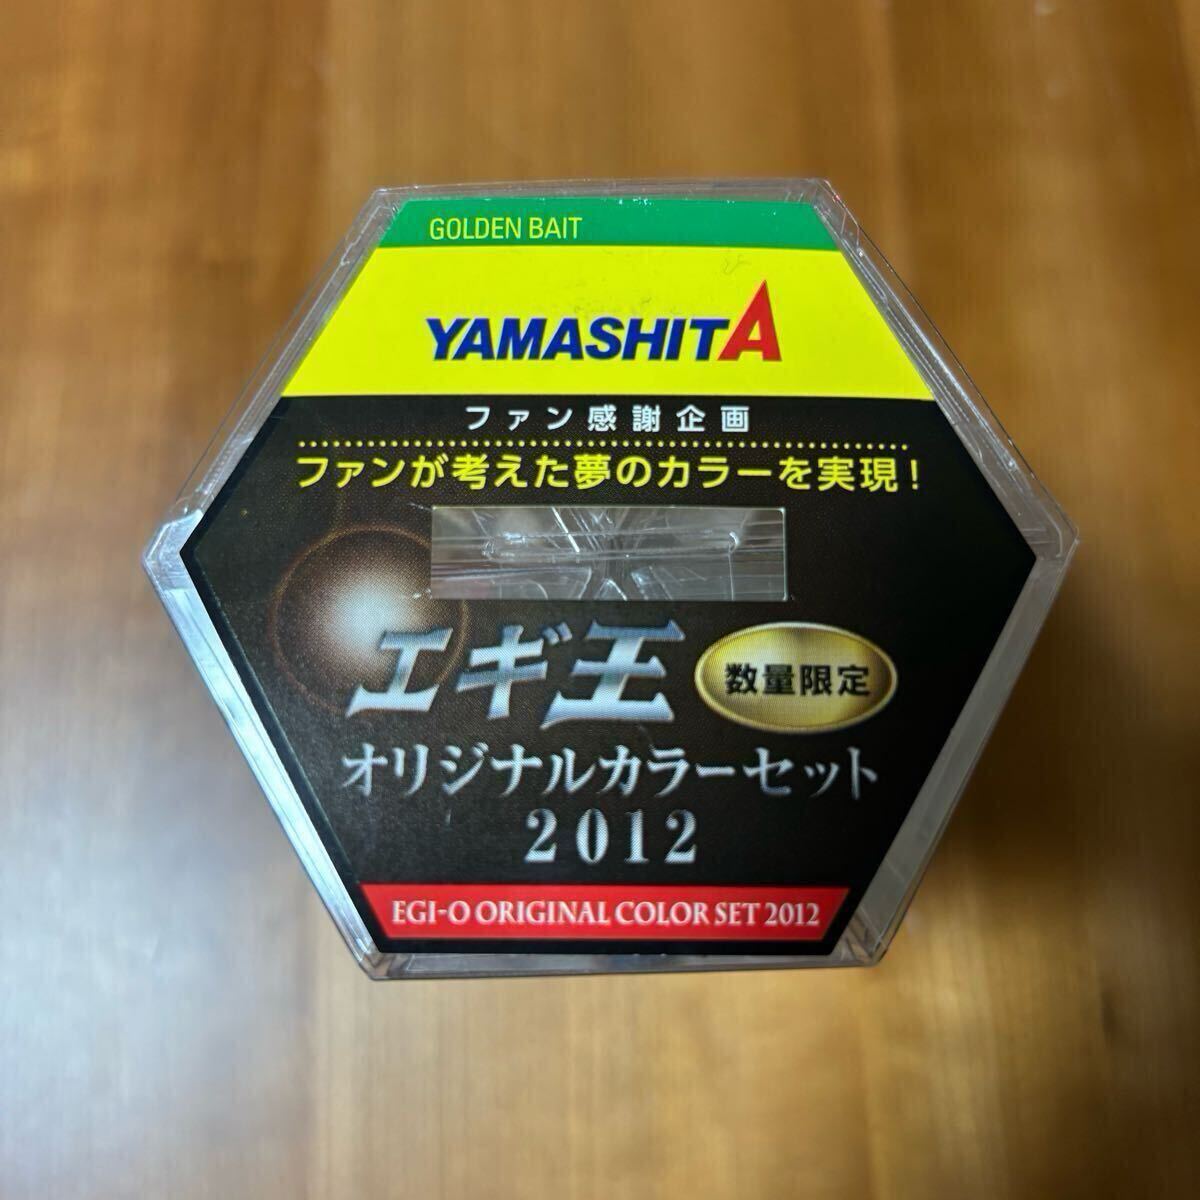 GOLDEN BAIT
YAMASHITA
ファン感謝企画
ファンが考えた夢のカラーを実現!
エギ王
数量限定
オリジナルカラーセット
2012
EGI-O ORIGINAL COLOR SET 2012